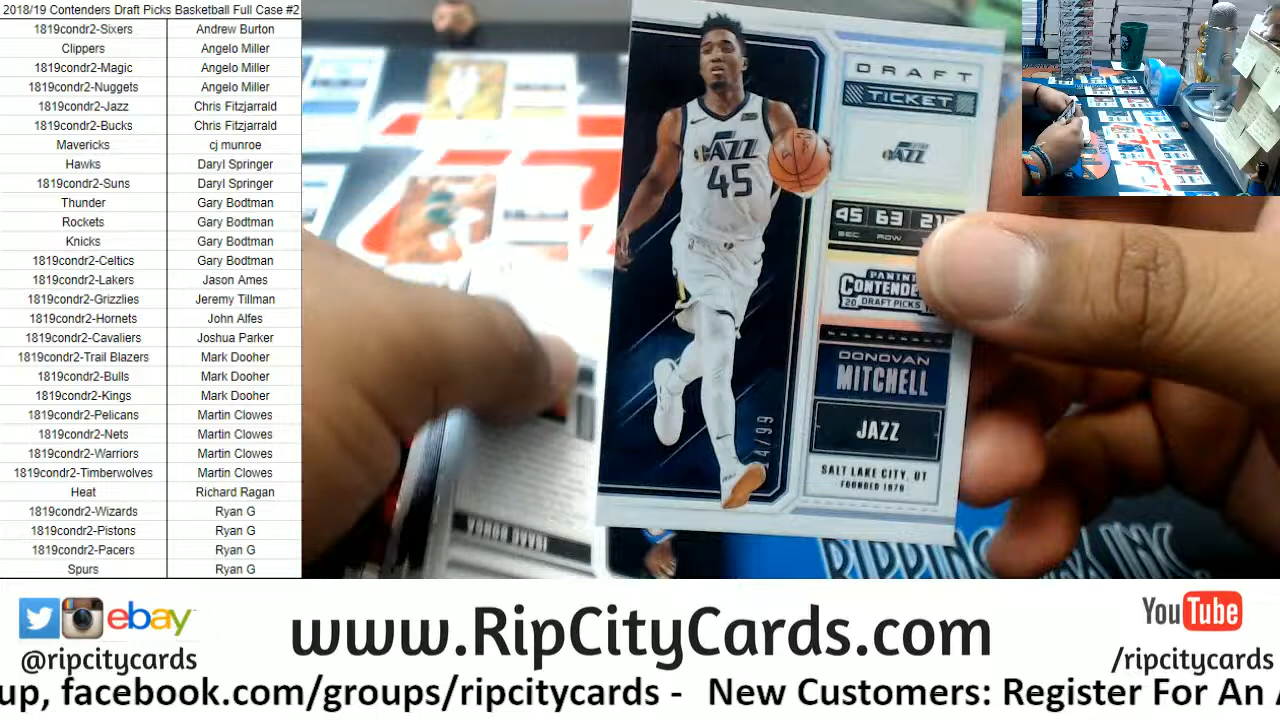 2018/19 Contenders Draft Picks Basketball Full Case #2
1819condr2-Sixers Andrew Burton
Clippers Angelo Miller
1819condr2-Magic Angelo Miller
1819condr2-Nuggets Angelo Miller
1819condr2-Jazz Chris Fitzjarrald
1819condr2-Bucks Chris Fitzjarrald
Mavericks cj munroe
Hawks Daryl Springer
1819condr2-Suns Daryl Springer
Thunder Gary Bodtman
Rockets Gary Bodtman
Knicks Gary Bodtman
1819condr2-Celtics Gary Bodtman
1819condr2-Lakers Jason Ames
1819condr2-Grizzlies Jeremy Tillman
1819condr2-Hornets John Alfes
1819condr2-Cavaliers Joshua Parker
1819condr2-Trail Blazers Mark Dooher
1819condr2-Bulls Mark Dooher
1819condr2-Kings Mark Dooher
1819condr2-Pelicans Martin Clowes
1819condr2-Nets Martin Clowes
1819condr2-Warriors Martin Clowes
1819condr2-Timberwolves Martin Clowes
Heat Richard Ragan
1819condr2-Wizards Ryan G
1819condr2-Pistons Ryan G
1819condr2-Pacers Ryan G
Spurs Ryan G
DRAFT
TICKET
JAZZ
JAZZ
45
45 63
SEC ROW
PANINI
CONTENDE
20 DRAFT PICKS
DONOVAN
MITCHELL
JAZZ
SALT LAKE CITY, UT
FOUNDED 1979
/99
RIPPING
INK.
ebay
@ripcitycards
www.RipCityCards.com
YouTube
/ripcitycards
up, facebook.com/groups/ripcitycards - New Customers: Register For An